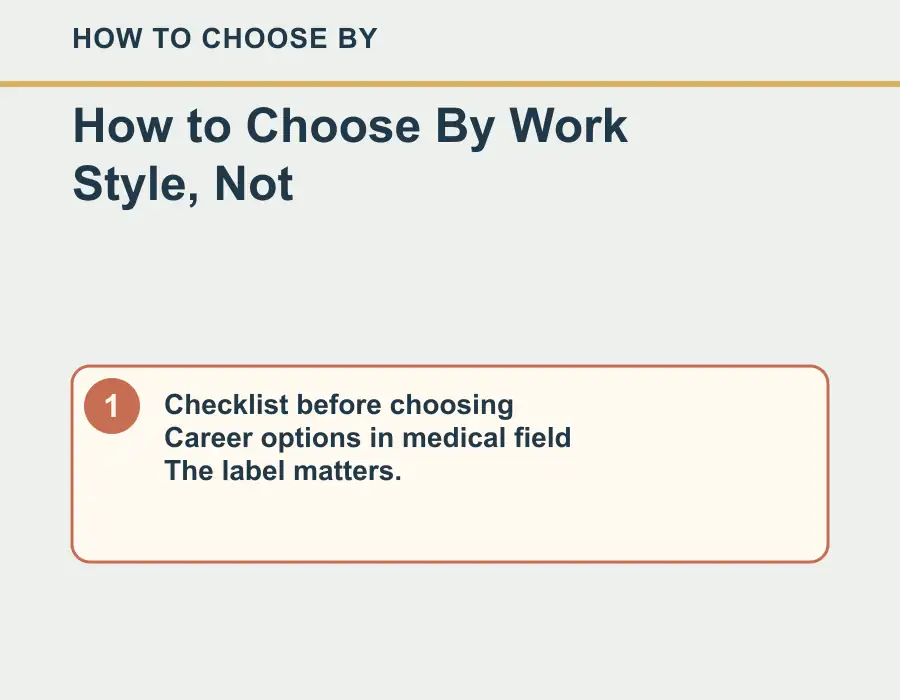 HOW TO CHOOSE BY
How to Choose By Work
Style, Not
1
Checklist before choosing
Career options in medical field
The label matters.